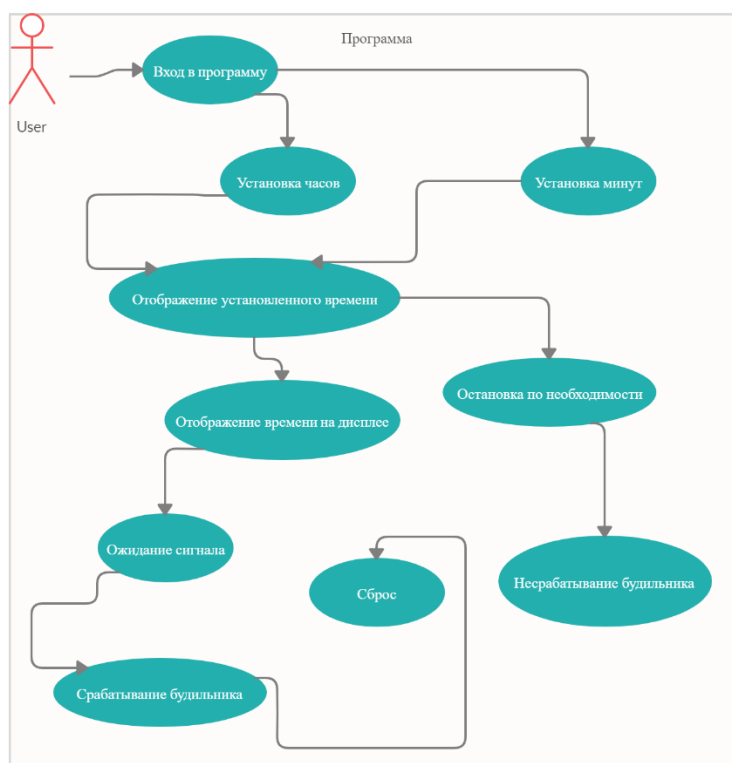 Программа
Вход в программу
User
Установка часов
Установка минут
Отображение установленного времени
Остановка по необходимости
Отображение времени на дисплее
Ожидание сигнала
Несрабатывание будильника
Сброс
Срабатывание будильника